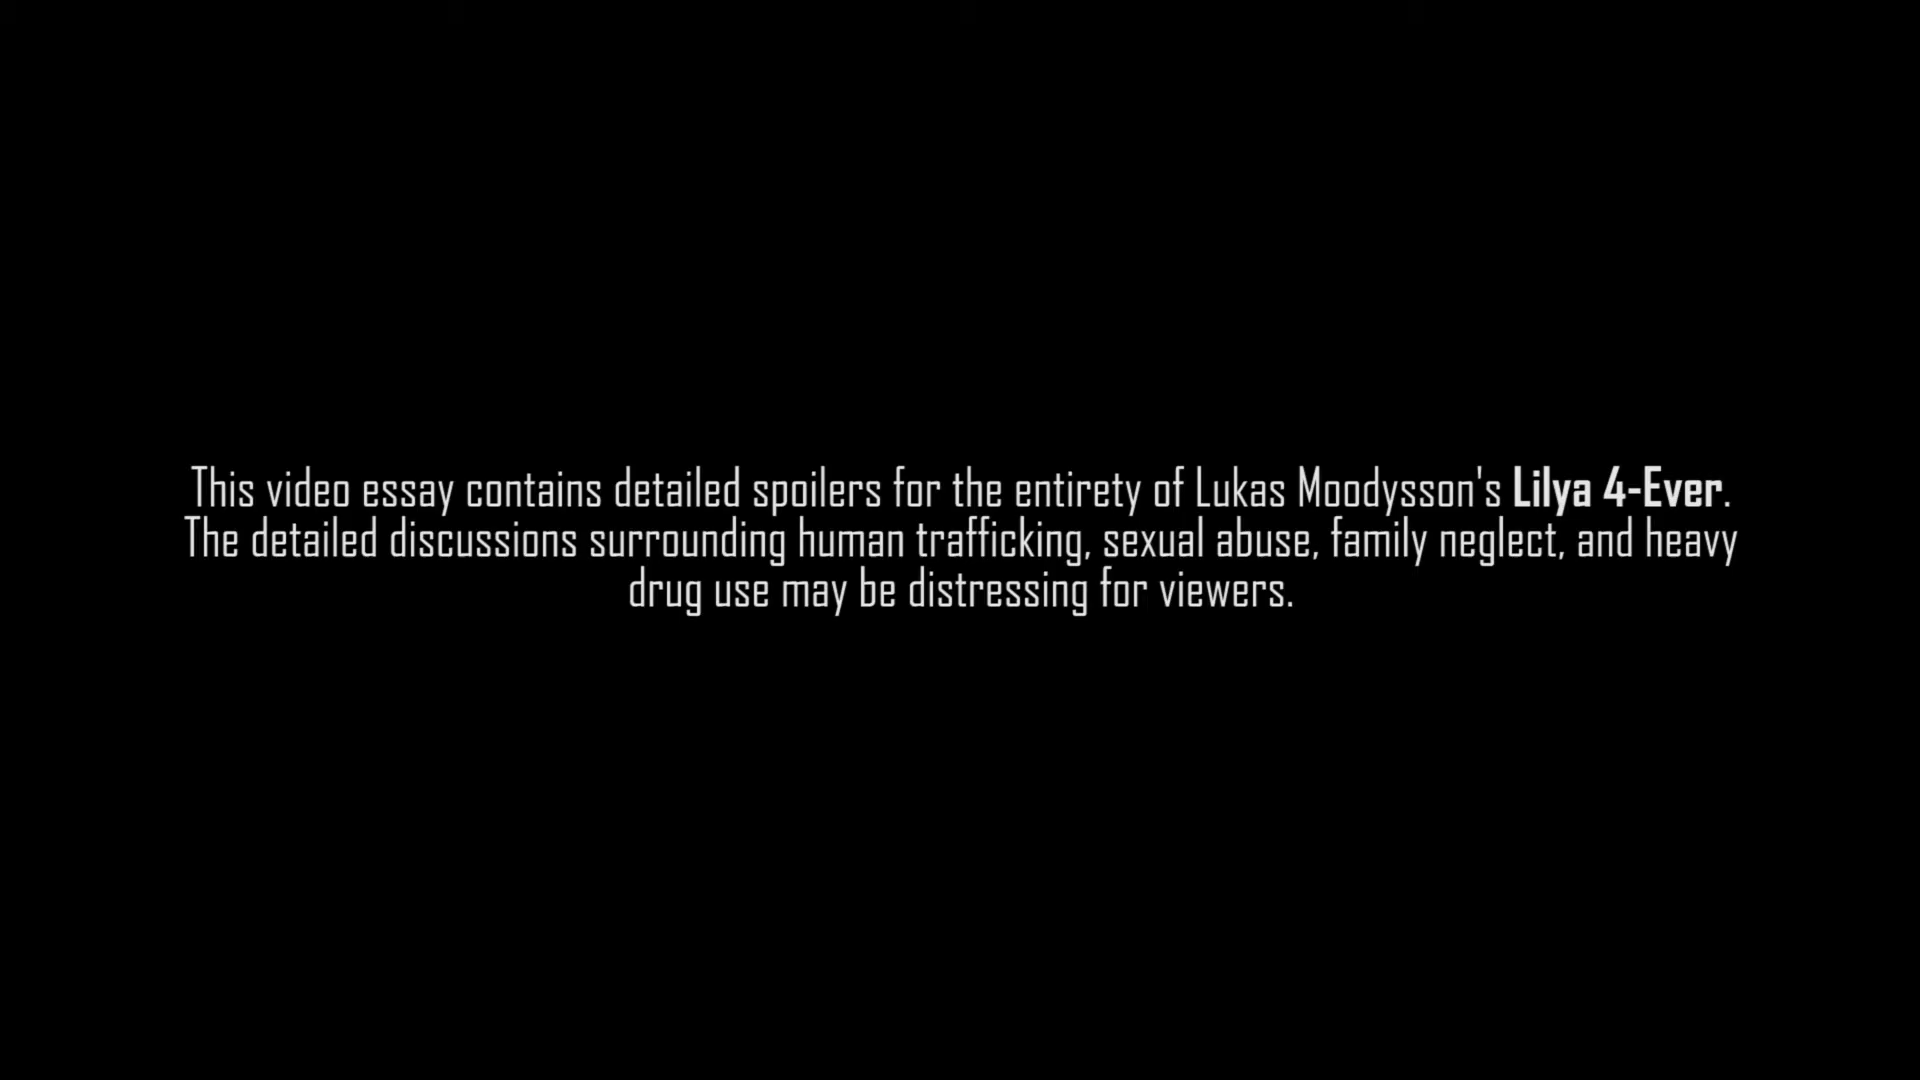 This video essay contains detailed spoilers for the entirety of Lukas Moodysson's Lilya 4-Ever.
The detailed discussions surrounding human trafficking, sexual abuse, family neglect, and heavy
drug use may be distressing for viewers.